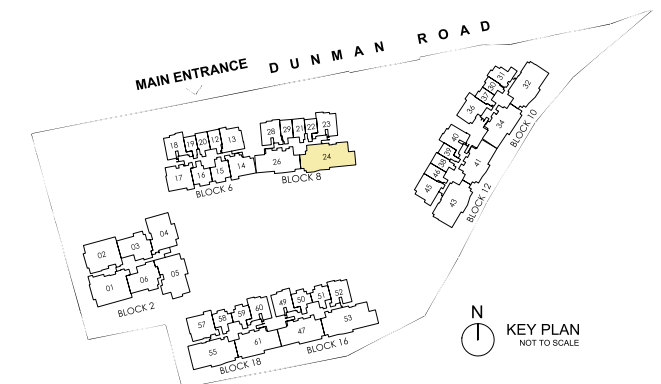 MAIN ENTRANCE DUNMAN ROAD
31
30
37
32
36
34
BLOCK 10
40
39
38
46
45
41
43
BLOCK 12
18 19 20 12 13
17 16 15 14
BLOCK 6
28 29 21 22 23
26 24
BLOCK 8
02 03 04
01 06 05
BLOCK 2
57 58 59 60
55 61
BLOCK 18
49 50 51 52
47 53
BLOCK 16
N
KEY PLAN
NOT TO SCALE